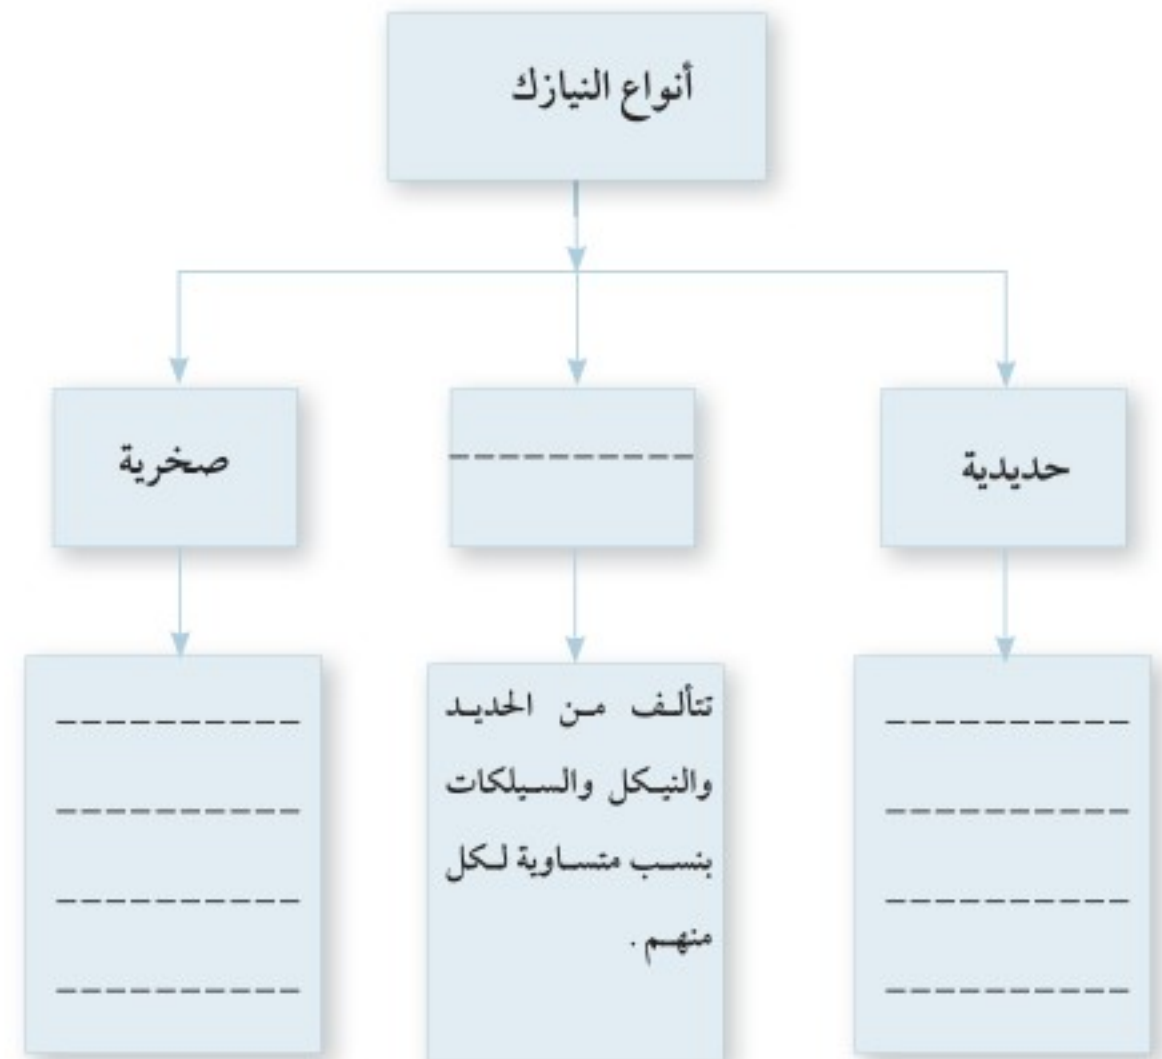 أنواع النيازك
حديدية
----------
صخرية
----------
----------
----------
----------
تتألف من الحديد
والنيكل والسيلكات
بنسب متساوية لكل
منهم .
----------
----------
----------
----------